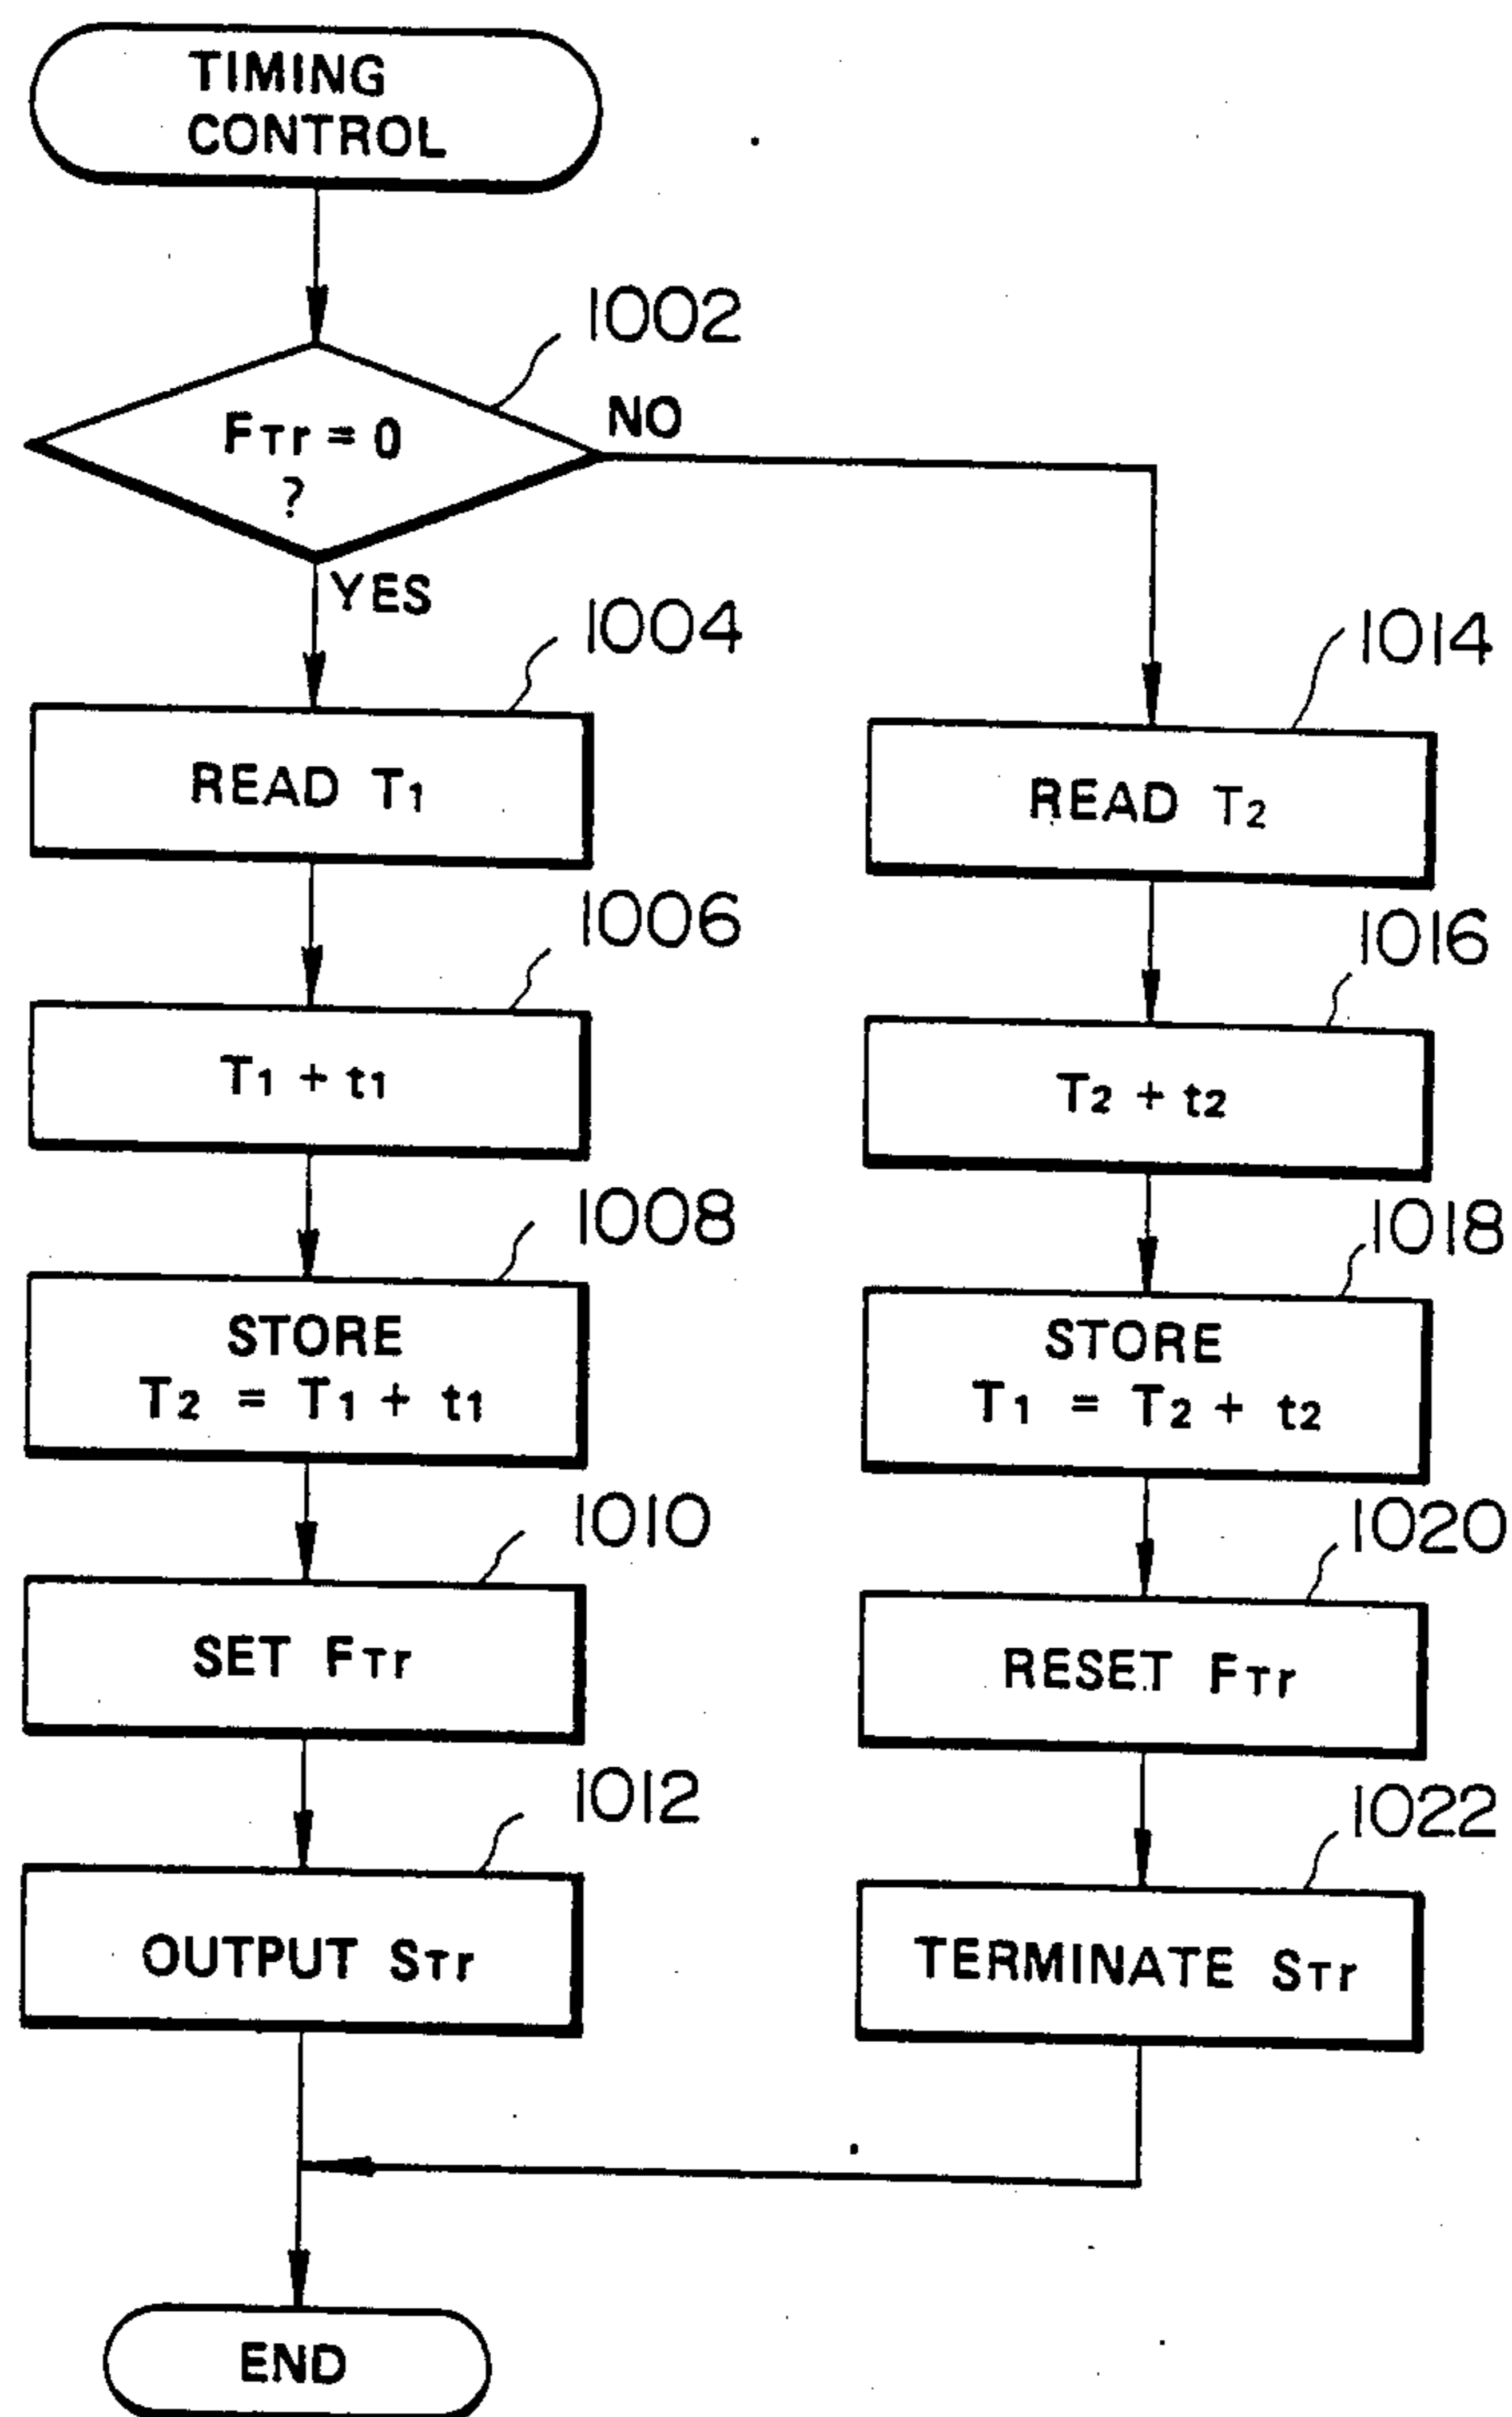 TIMING
CONTROL
1002
FTr = 0
?
NO
YES
1004
READ T1
1006
T1 + t1
1008
STORE
T2 = T1 + t1
1010
SET FTr
1012
OUTPUT STr
1014
READ T2
1016
T2 + t2
1018
STORE
T1 = T2 + t2
1020
RESET FTr
1022
TERMINATE STr
END